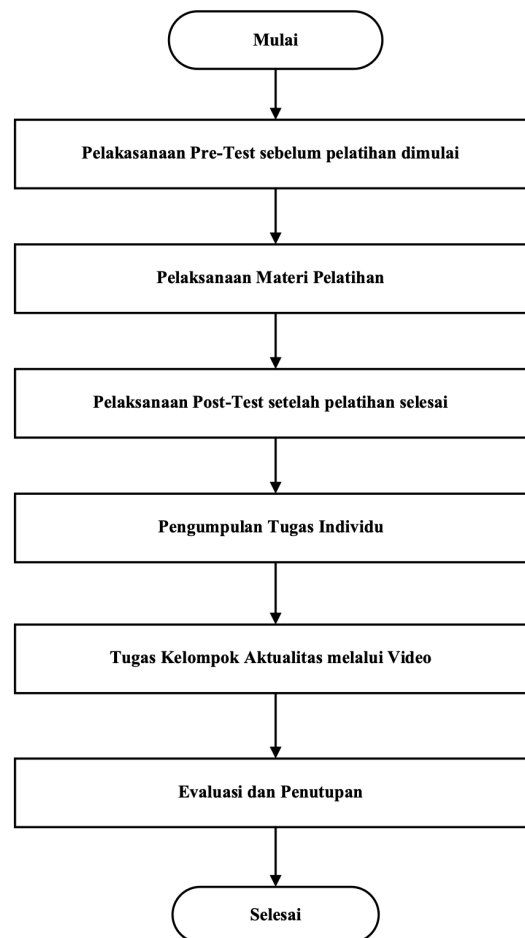 Mulai
Pelakasanaan Pre-Test sebelum pelatihan dimulai
Pelaksanaan Materi Pelatihan
Pelaksanaan Post-Test setelah pelatihan selesai
Pengumpulan Tugas Individu
Tugas Kelompok Aktualitas melalui Video
Evaluasi dan Penutupan
Selesai